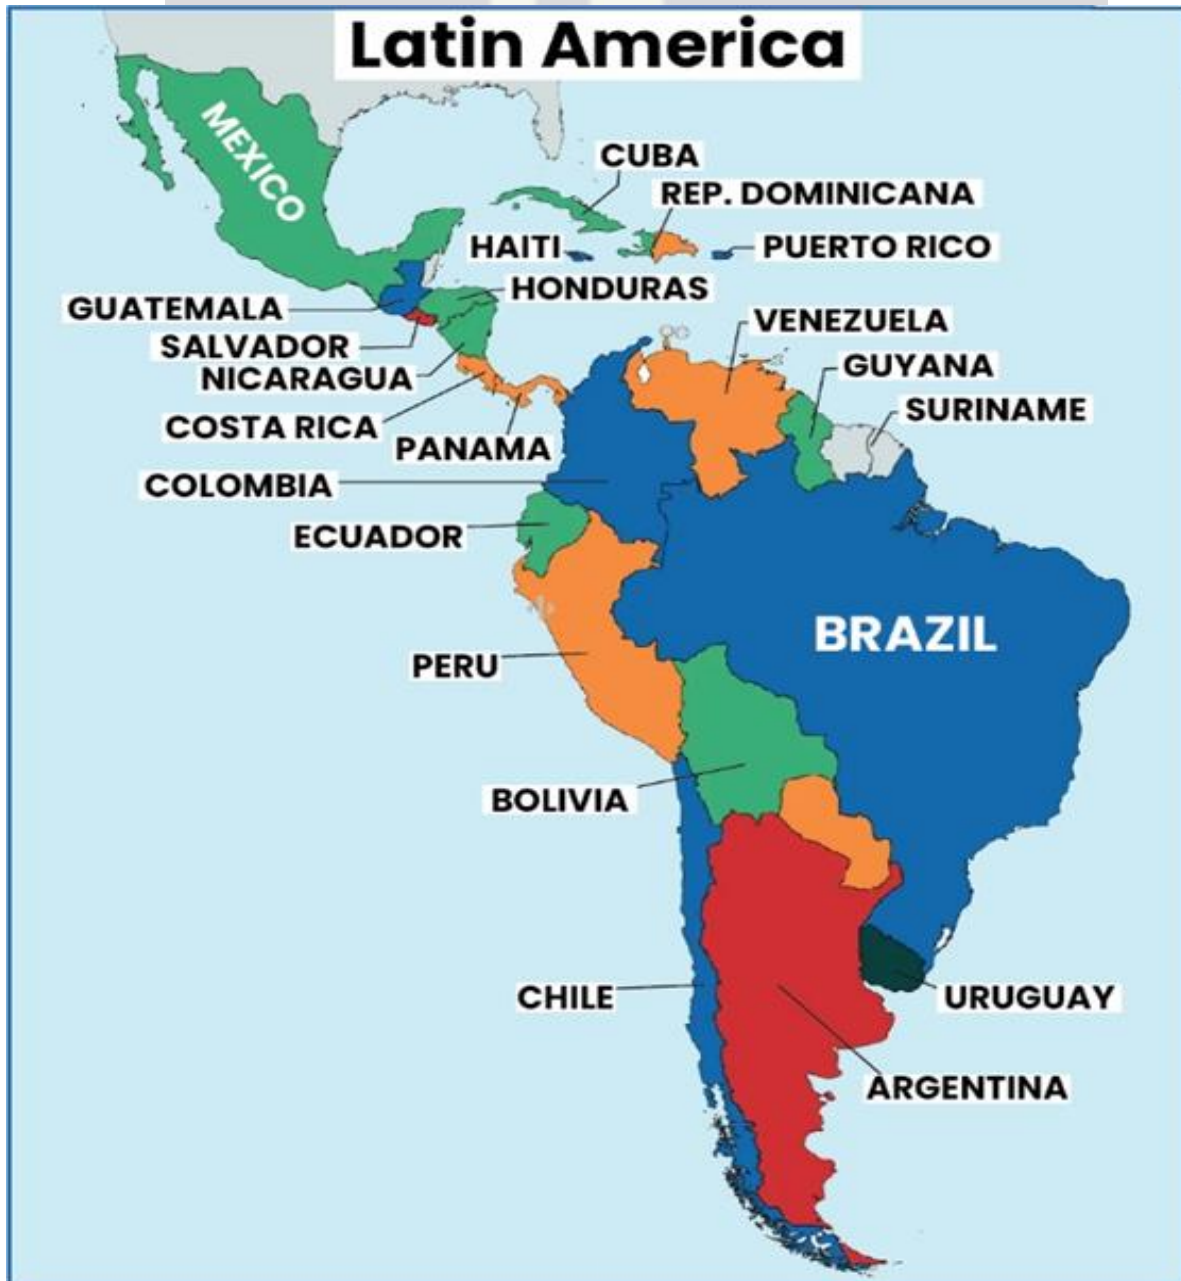 Latin America
MEXICO
CUBA
REP. DOMINICANA
HAITI
PUERTO RICO
HONDURAS
GUATEMALA
VENEZUELA
SALVADOR
GUYANA
NICARAGUA
SURINAME
COSTA RICA
PANAMA
COLOMBIA
ECUADOR
BRAZIL
PERU
BOLIVIA
CHILE
URUGUAY
ARGENTINA